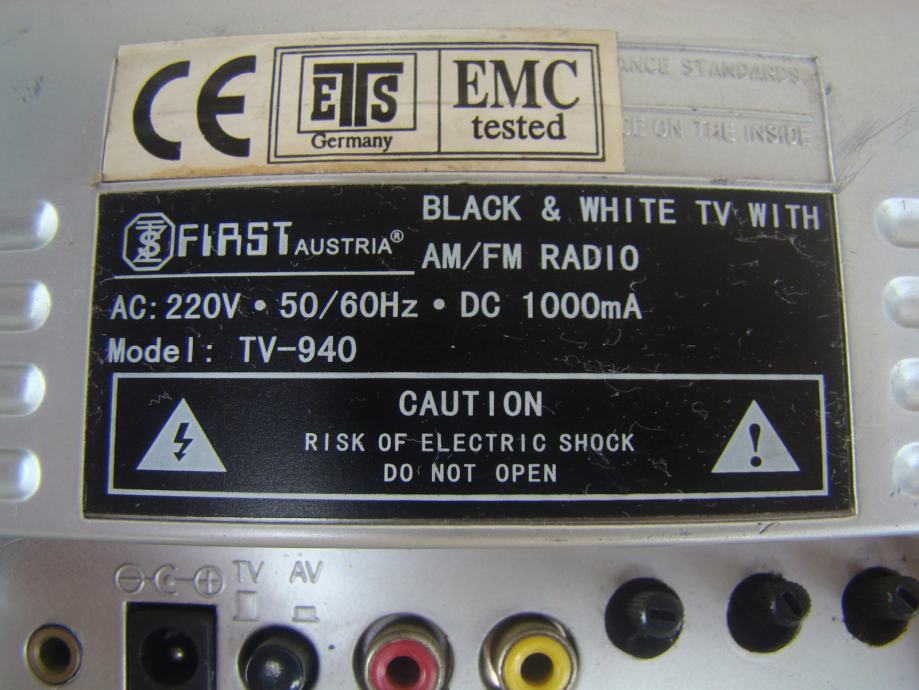 CE
ETS
Germany
EMC
tested
ANCE STANDARDS
CE ON THE INSIDE
FIRST AUSTRIA®
BLACK & WHITE TV WITH
AM/FM RADIO
AC: 220V • 50/60Hz • DC 1000mA
Model: TV-940
CAUTION
RISK OF ELECTRIC SHOCK
DO NOT OPEN
TV AV